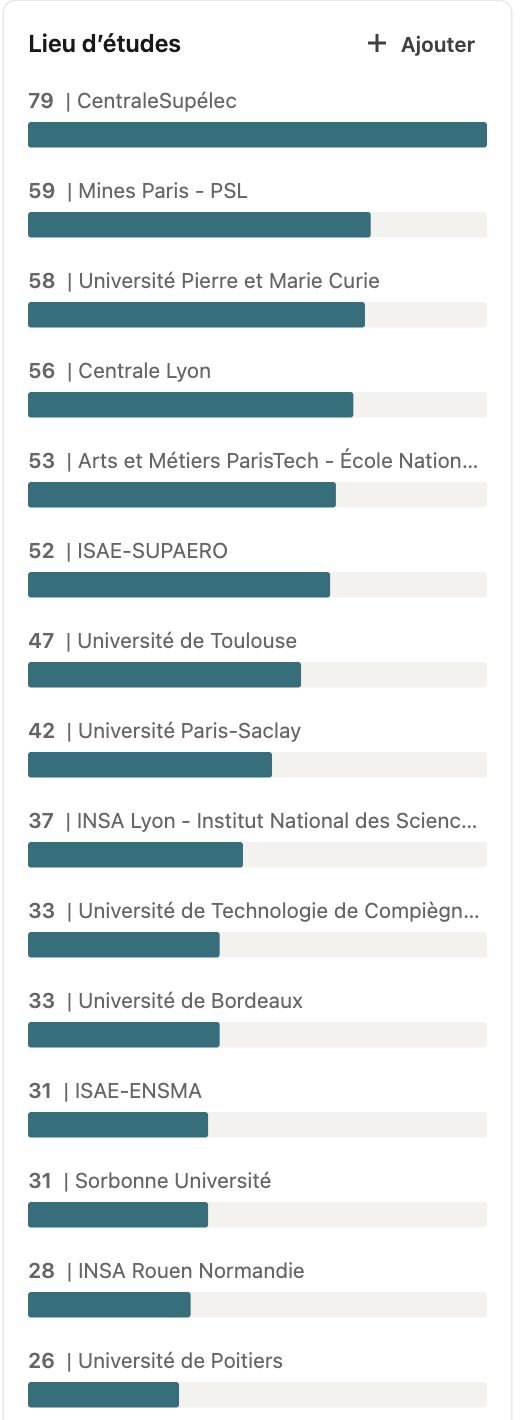 Lieu d’études
+ Ajouter
79 | CentraleSupélec
59 | Mines Paris - PSL
58 | Université Pierre et Marie Curie
56 | Centrale Lyon
53 | Arts et Métiers ParisTech - École Nation...
52 | ISAE-SUPAERO
47 | Université de Toulouse
42 | Université Paris-Saclay
37 | INSA Lyon - Institut National des Scienc...
33 | Université de Technologie de Compiègn...
33 | Université de Bordeaux
31 | ISAE-ENSMA
31 | Sorbonne Université
28 | INSA Rouen Normandie
26 | Université de Poitiers